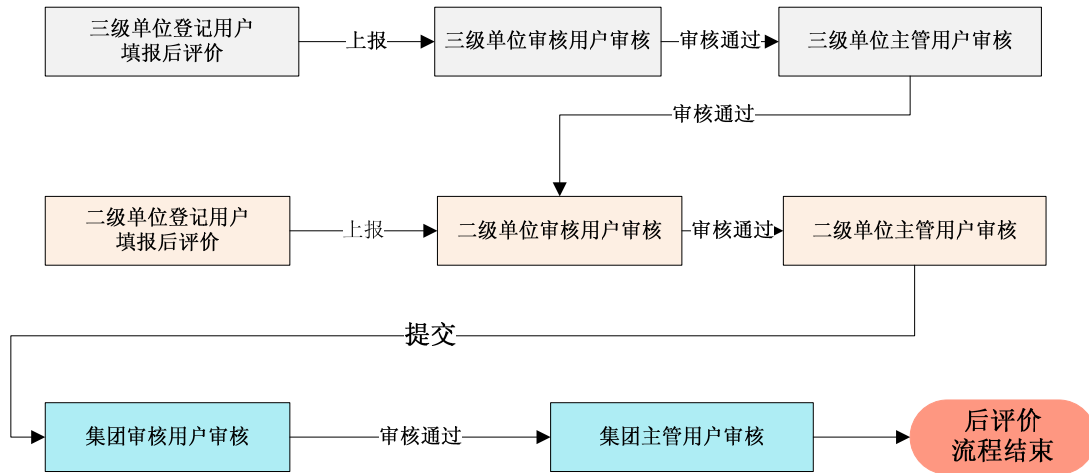 三级单位登记用户
填报后评价
上报
三级单位审核用户审核
审核通过
三级单位主管用户审核
审核通过
二级单位登记用户
填报后评价
上报
二级单位审核用户审核
审核通过
二级单位主管用户审核
提交
集团审核用户审核
审核通过
集团主管用户审核
后评价
流程结束